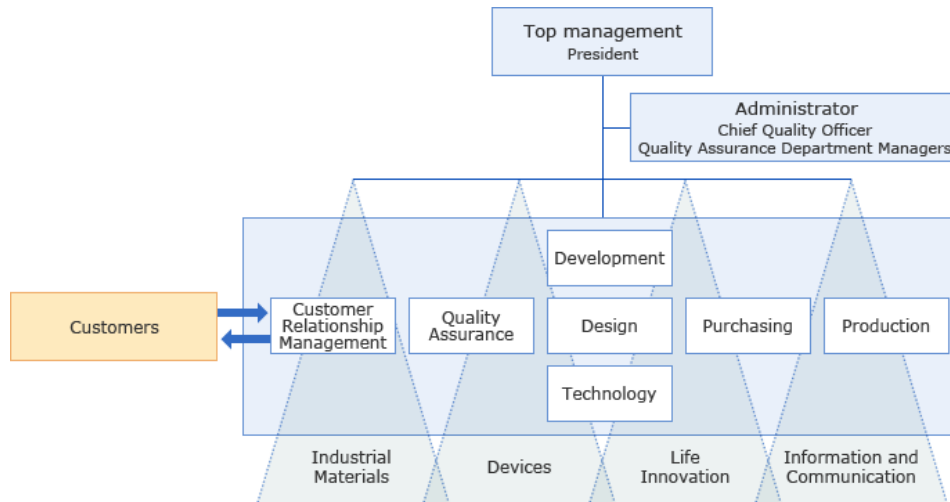 Top management
President
Administrator
Chief Quality Officer
Quality Assurance Department Managers
Development
Customers
Customer
Relationship
Management
Quality
Assurance
Design
Purchasing
Production
Technology
Industrial
Materials
Devices
Life
Innovation
Information and
Communication